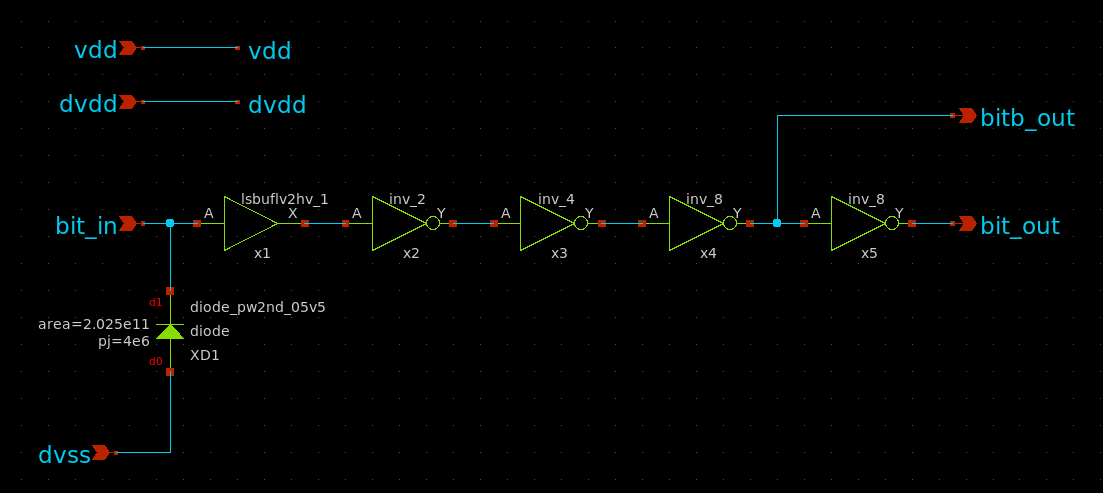 vdd vdd
dvdd dvdd
bitb_out
lsbuflv2hv_1 inv_2 inv_4 inv_8 inv_8
A X A Y A Y A Y A Y
bit_in bit_out
x1 x2 x3 x4 x5
d1
diode_pw2nd_05v5
area=2.025e11 diode
pj=4e6
XD1
d0
dvss